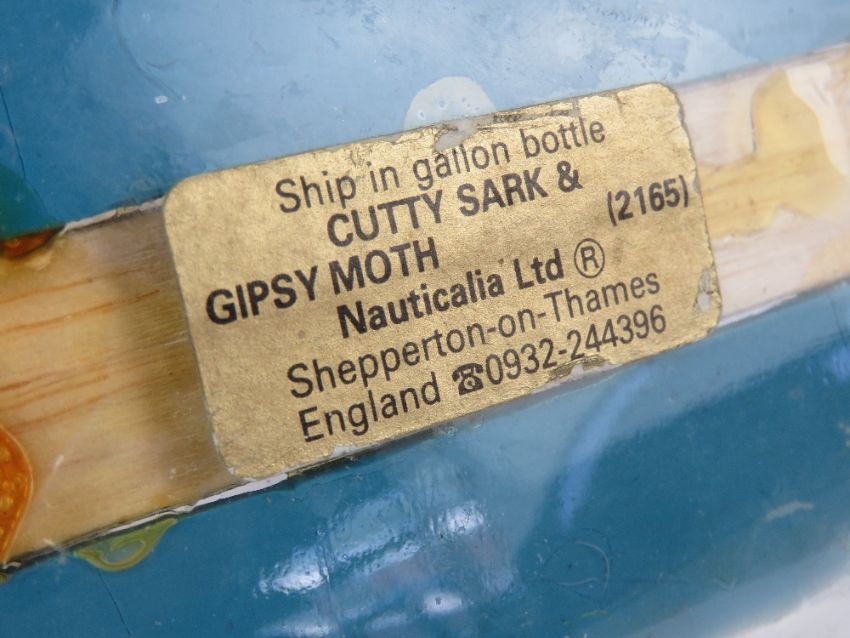 Ship in gallon bottle
CUTTY SARK &
GIPSY MOTH (2165)
Nauticalia Ltd ®
Shepperton-on-Thames
England ☎0932-244396